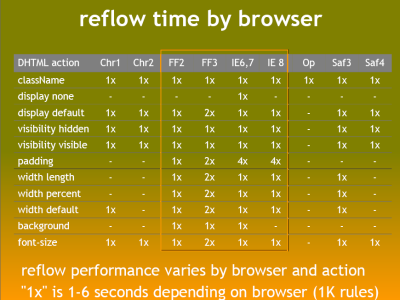 reflow time by browser
DHTML action Chr1 Chr2 FF2 FF3 IE6,7 IE 8 Op Saf3 Saf4
className 1x 1x 1x 1x 1x 1x 1x 1x 1x
display none - - - - 1x - - - -
display default 1x 1x 1x 2x 1x 1x - 1x 1x
visibility hidden 1x 1x 1x 1x 1x 1x - 1x 1x
visibility visible 1x 1x 1x 1x 1x 1x - 1x 1x
padding - - 1x 2x 4x 4x - - -
width length - - 1x 2x 1x 1x - 1x -
width percent - - 1x 2x 1x 1x - 1x -
width default 1x - 1x 2x 1x 1x - 1x -
background - - 1x 1x 1x - - - -
font-size 1x 1x 1x 2x 1x 1x - 1x 1x
reflow performance varies by browser and action
"1x" is 1-6 seconds depending on browser (1K rules)